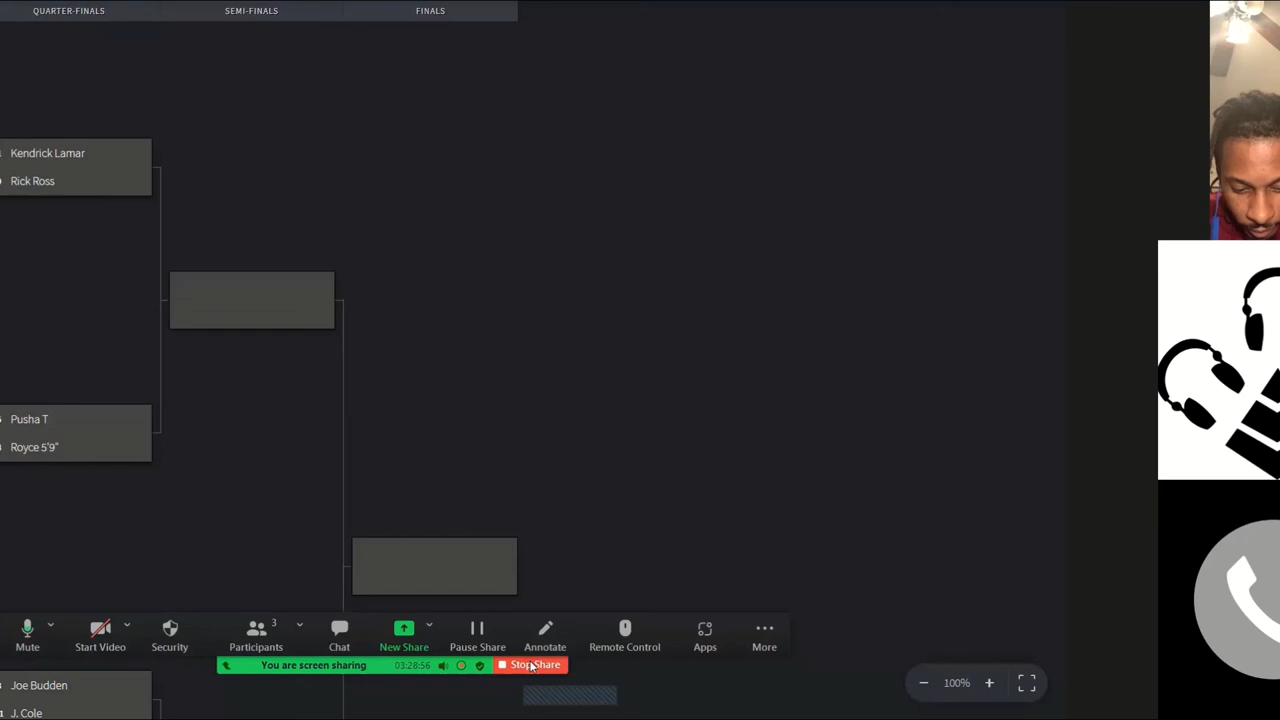 QUARTER-FINALS SEMI-FINALS FINALS
Kendrick Lamar
Rick Ross
Pusha T
Royce 5'9"
3
Mute Start Video Security Participants Chat New Share Pause Share Annotate Remote Control Apps More
You are screen sharing 03:28:56 Stop Share
Joe Budden
J. Cole
100%